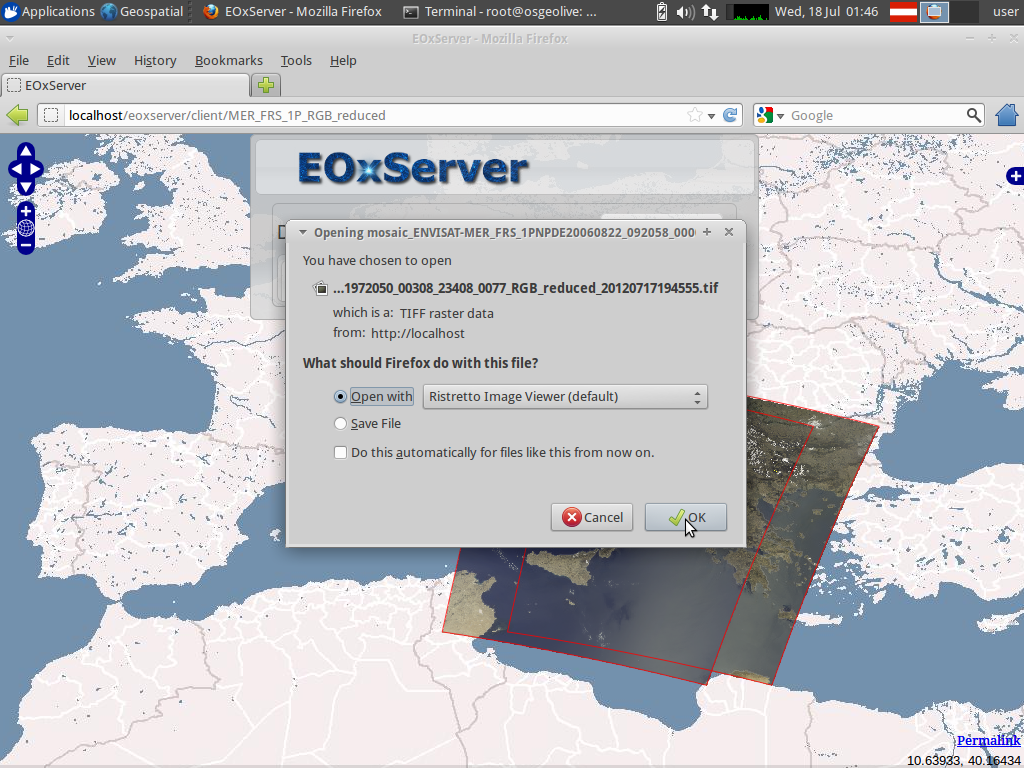 Applications Geospatial EOxServer - Mozilla Firefox Terminal - root@osgeolive: ... Wed, 18 Jul 01:46 user
EOxServer - Mozilla Firefox
File Edit View History Bookmarks Tools Help
EOxServer
localhost/eoxserver/client/MER_FRS_1P_RGB_reduced Google
EOxServer
Opening mosaic_ENVISAT-MER_FRS_1PNPDE20060822_092058_000
You have chosen to open
...1972050_00308_23408_0077_RGB_reduced_20120717194555.tif
which is a: TIFF raster data
from: http://localhost
What should Firefox do with this file?
Open with Ristretto Image Viewer (default)
Save File
Do this automatically for files like this from now on.
Cancel OK
Permalink
10.63933, 40.16434